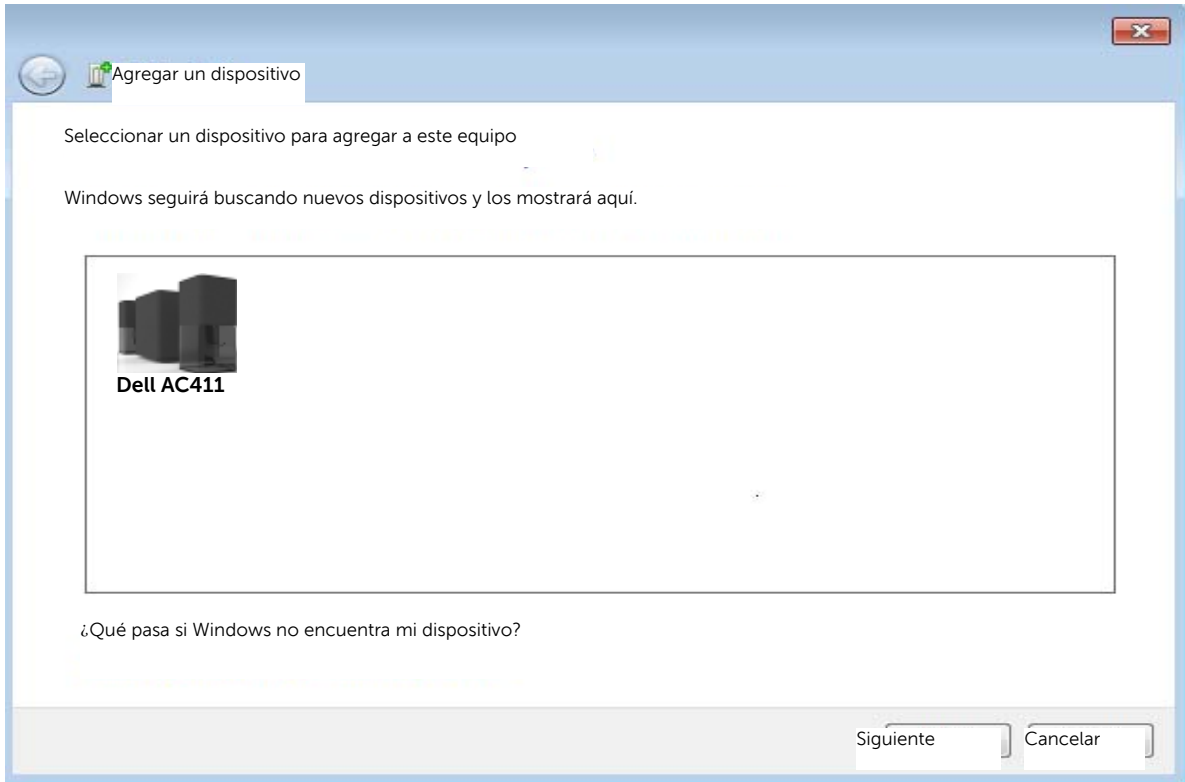 Agregar un dispositivo
Seleccionar un dispositivo para agregar a este equipo
Windows seguirá buscando nuevos dispositivos y los mostrará aquí.
Dell AC411
¿Qué pasa si Windows no encuentra mi dispositivo?
Siguiente
Cancelar